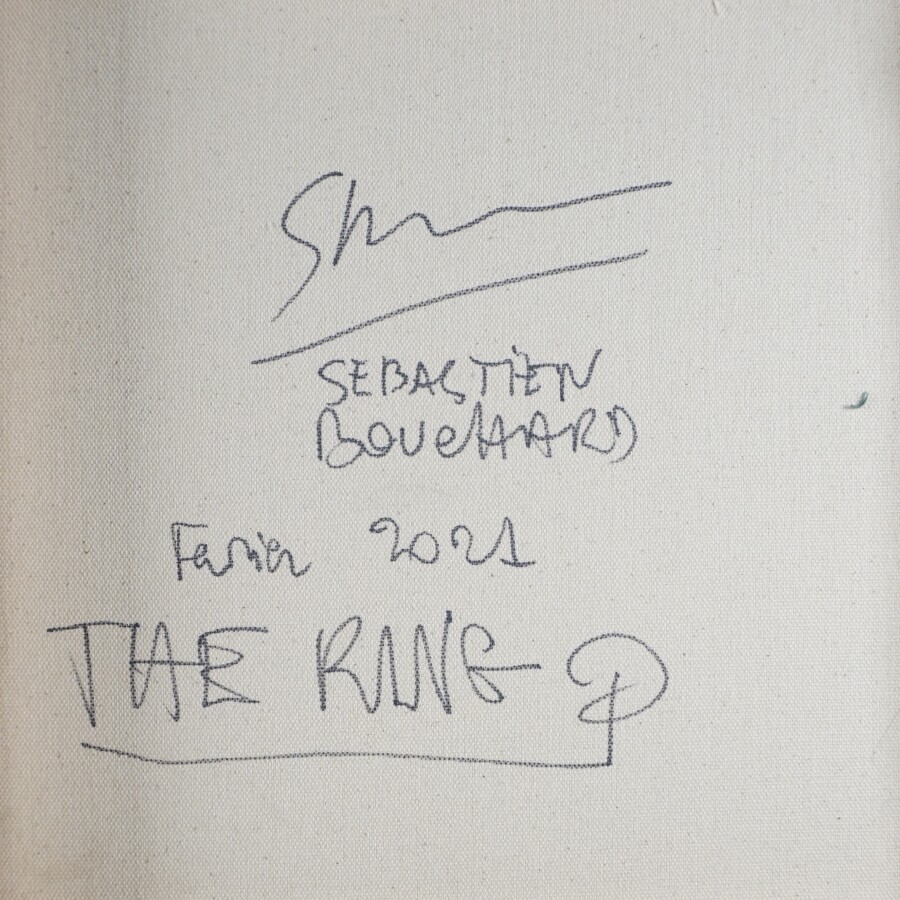 SEBASTIEN
BOUCHARD
Fevrier 2021
THE RING